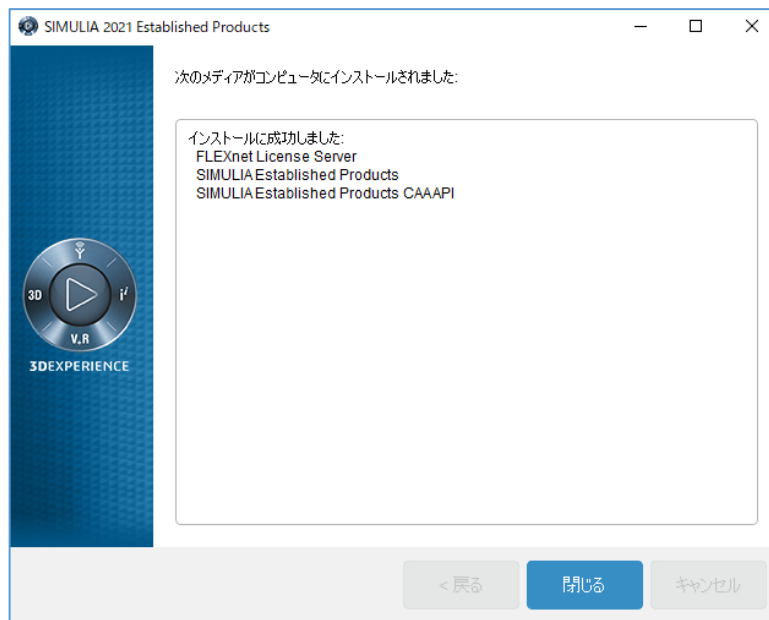 SIMULIA 2021 Established Products
次のメディアがコンピュータにインストールされました:
インストールに成功しました:
FLEXnet License Server
SIMULIA Established Products
SIMULIA Established Products CAAAPI
3D
i²
V.R
3DEXPERIENCE
< 戻る
閉じる
キャンセル